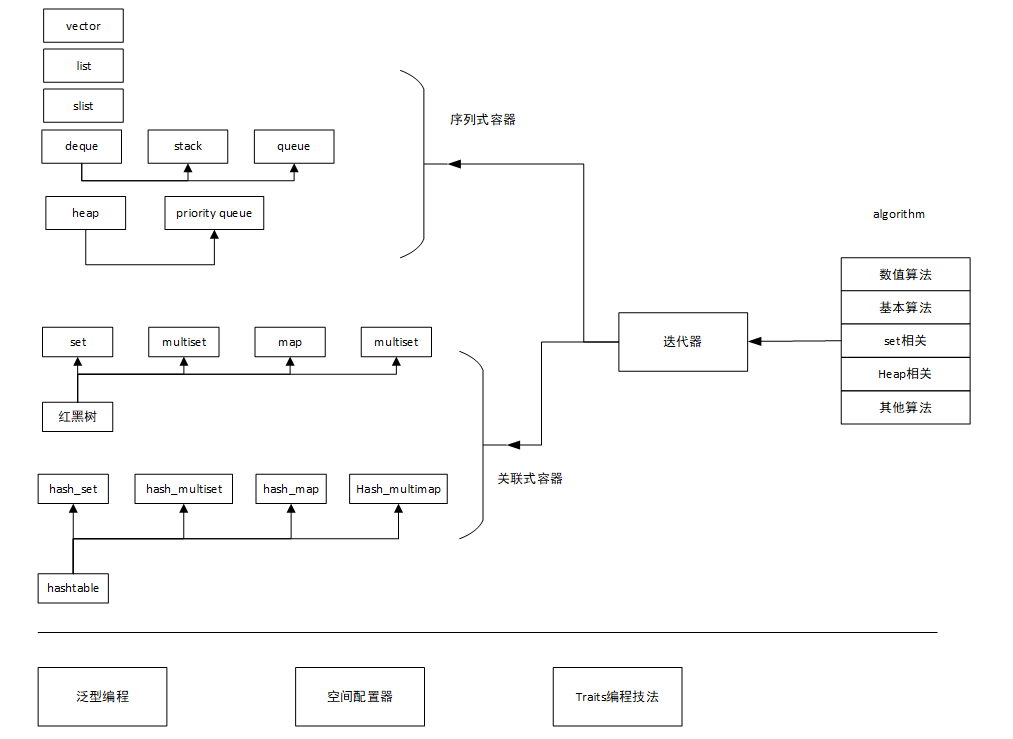 vector
list
slist
deque
stack
queue
heap
priority queue
序列式容器
algorithm
数值算法
基本算法
set相关
Heap相关
其他算法
迭代器
set
multiset
map
multiset
红黑树
关联式容器
hash_set
hash_multiset
hash_map
Hash_multimap
hashtable
泛型编程
空间配置器
Traits编程技法